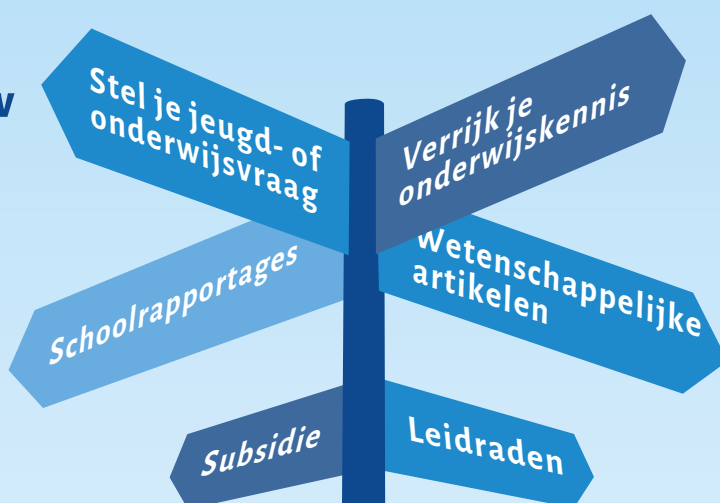 Stel je jeugd- of
onderwijsvraag
Verrijk je
onderwijskennis
Schoolrapportages
Wetenschappelijke
artikelen
Subsidie
Leidraden